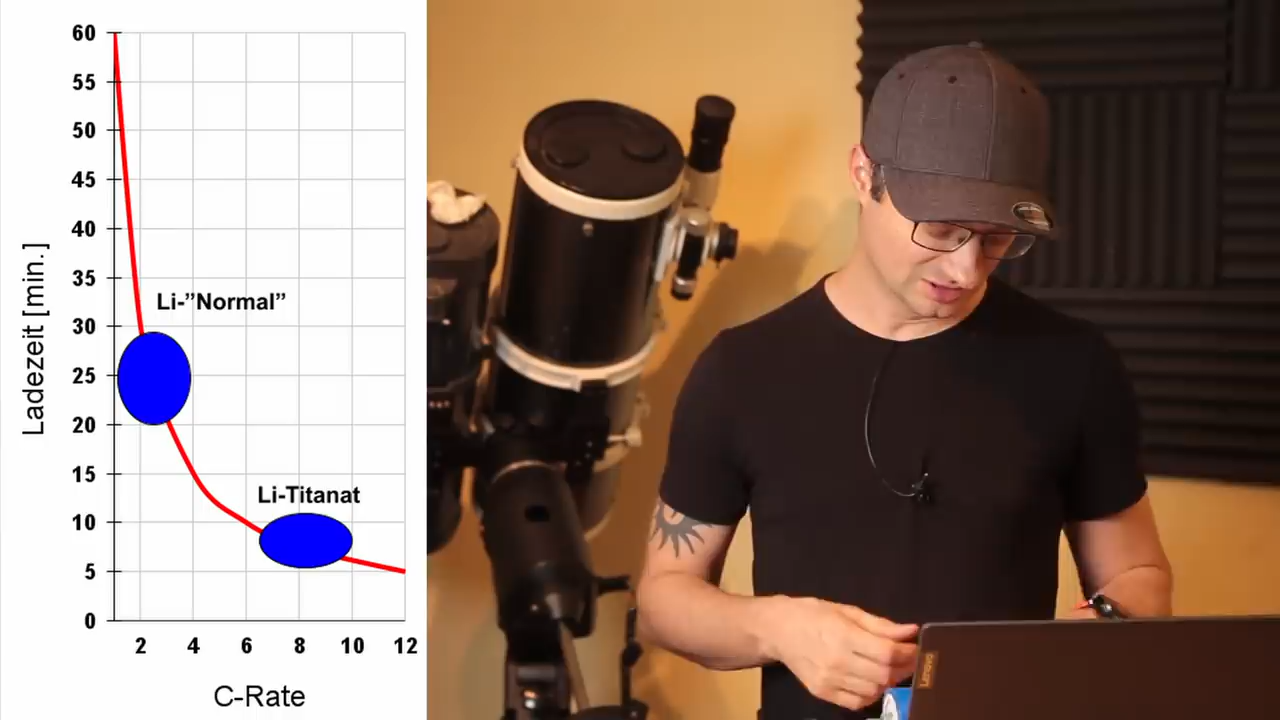 60
55
50
45
40
35
30
25
20
15
10
5
0
Ladezeit [min.]
Li-”Normal”
Li-Titanat
2 4 6 8 10 12
C-Rate
Lenovo